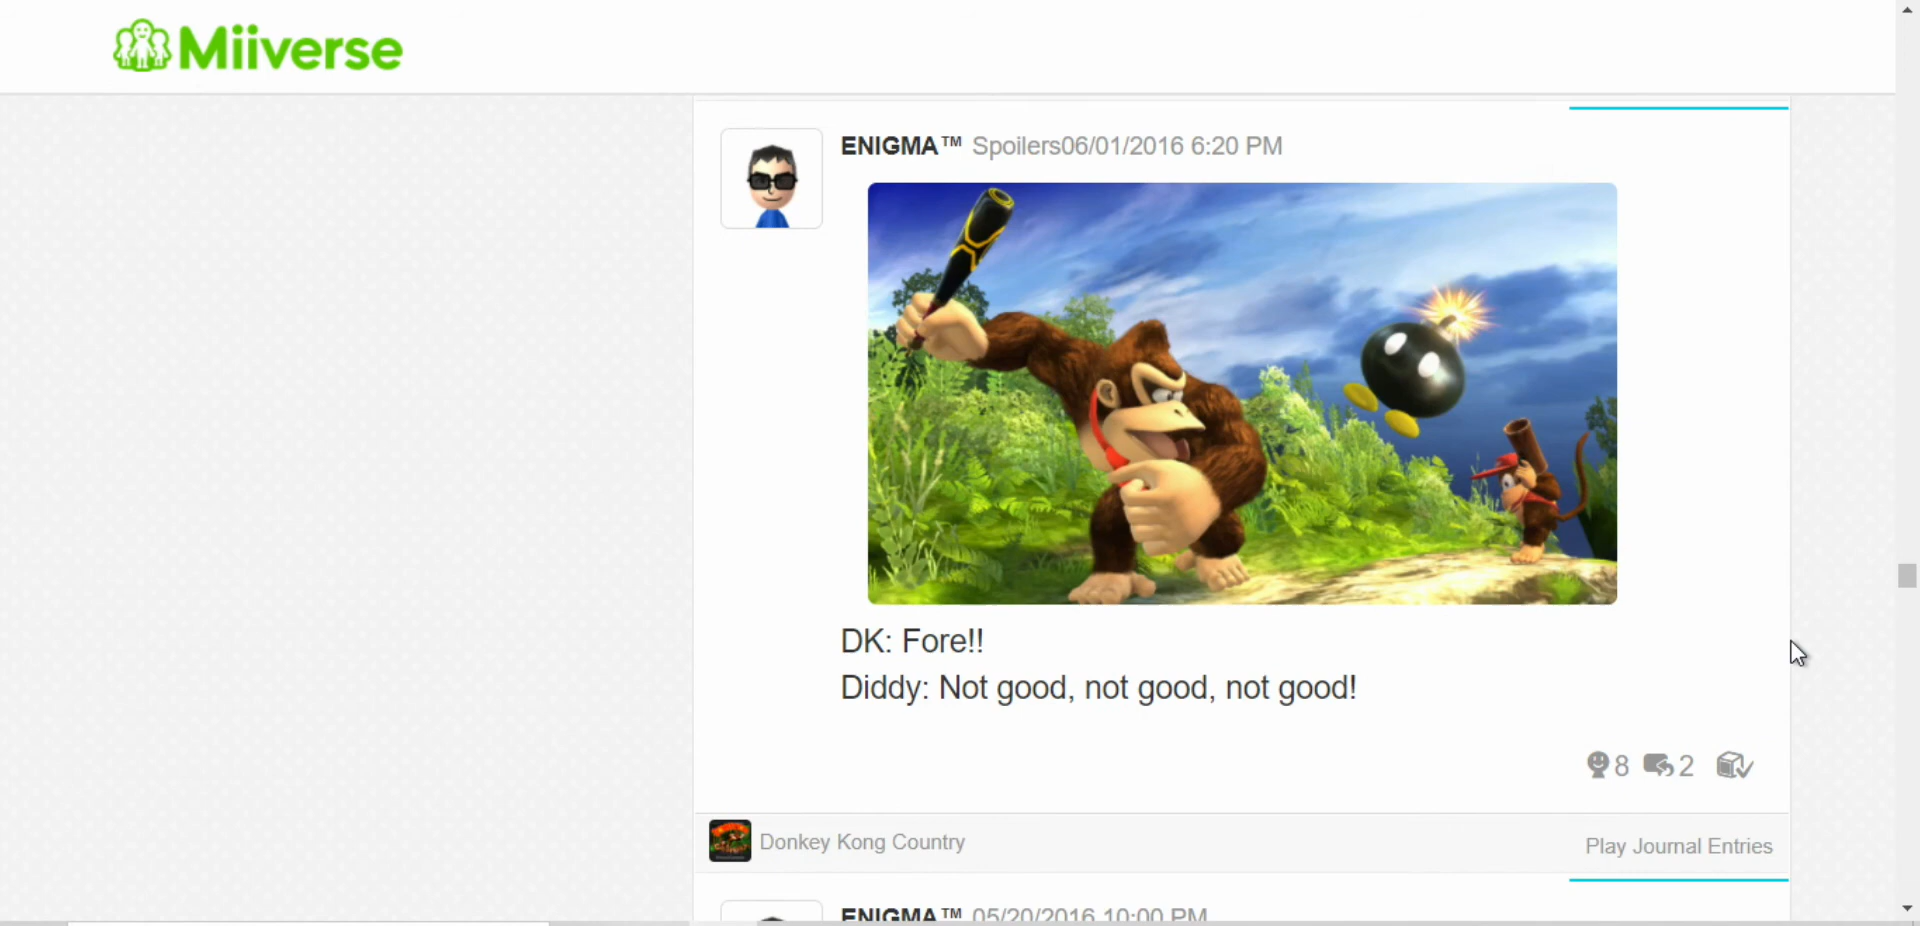 Miiverse
ENIGMA™ Spoilers06/01/2016 6:20 PM
DK: Fore!!
Diddy: Not good, not good, not good!
8 2
Donkey Kong Country
Play Journal Entries
ENIGMA™ 05/20/2016 10:00 PM